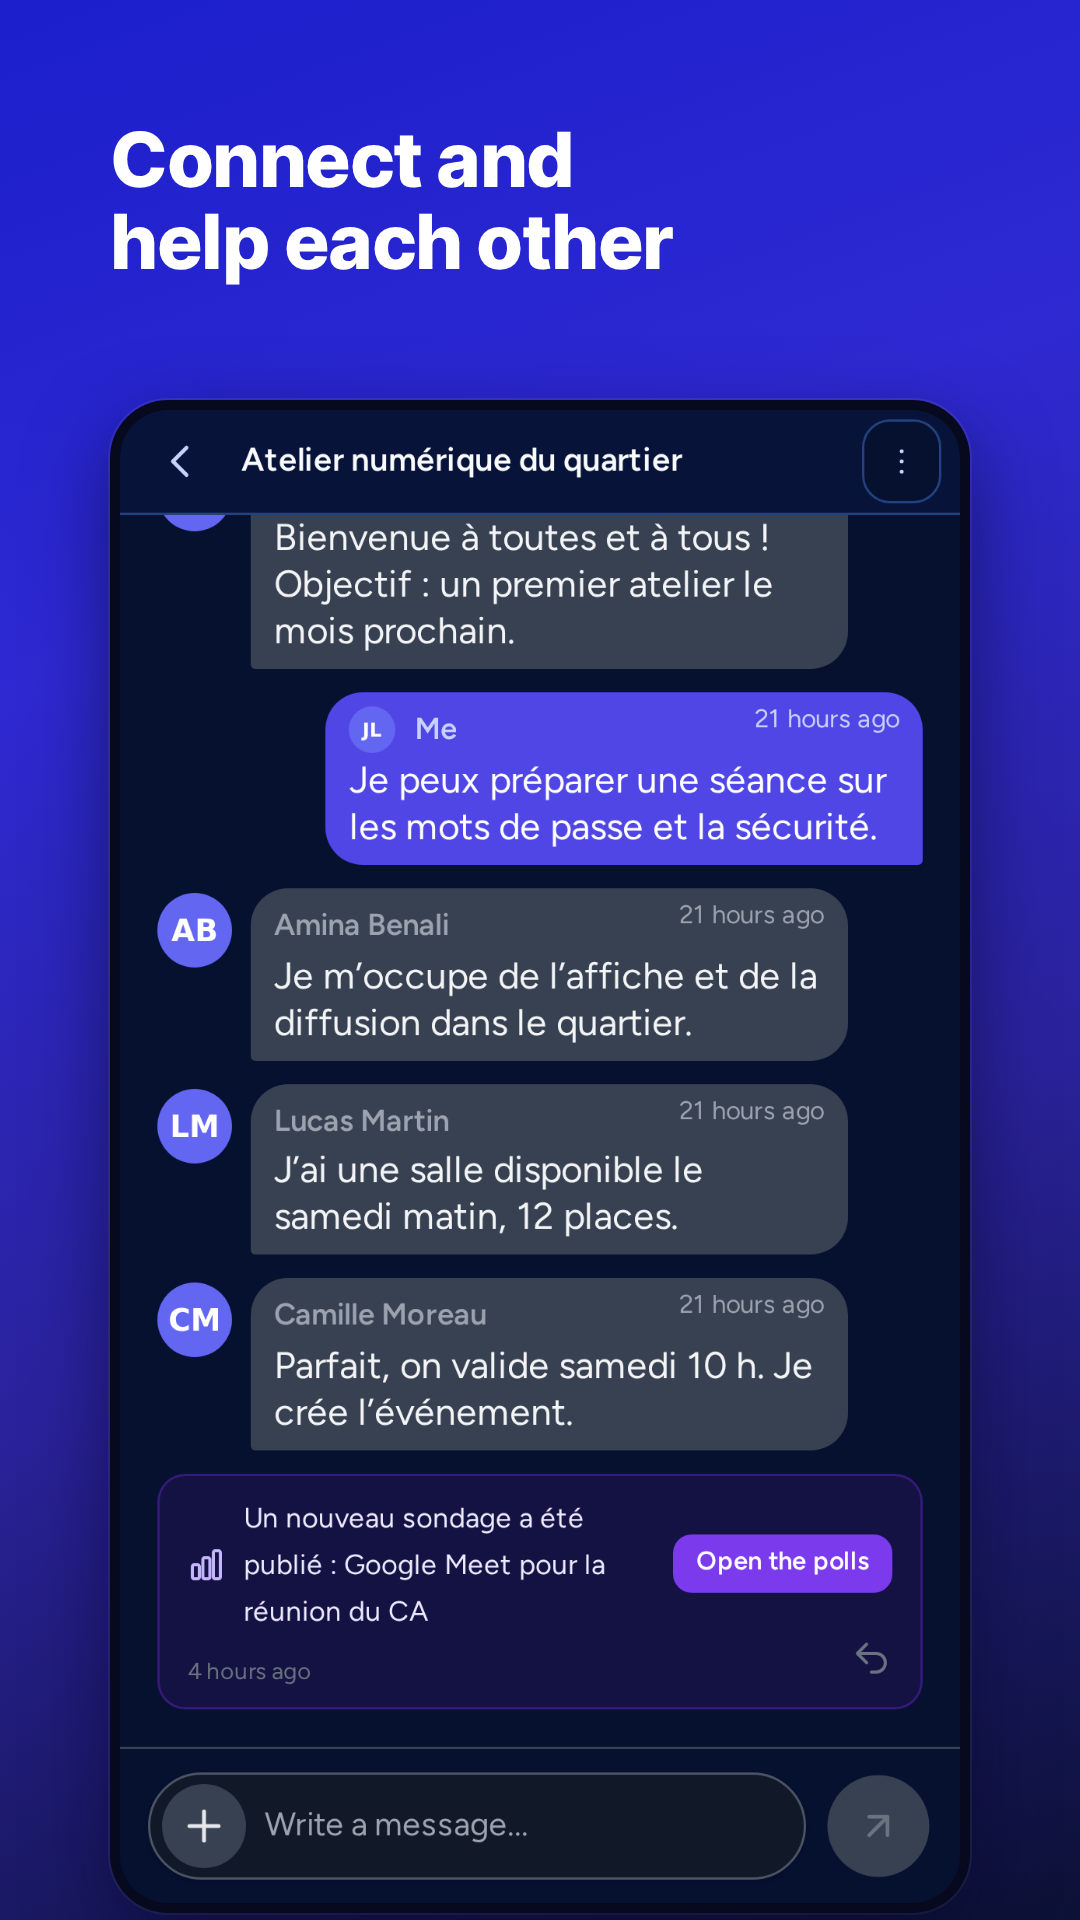 Connect and
help each other
Atelier numérique du quartier
Bienvenue à toutes et à tous !
Objectif : un premier atelier le
mois prochain.
JL
Me
21 hours ago
Je peux préparer une séance sur
les mots de passe et la sécurité.
AB
Amina Benali
21 hours ago
Je m’occupe de l’affiche et de la
diffusion dans le quartier.
LM
Lucas Martin
21 hours ago
J’ai une salle disponible le
samedi matin, 12 places.
CM
Camille Moreau
21 hours ago
Parfait, on valide samedi 10 h. Je
crée l’événement.
Un nouveau sondage a été
publié : Google Meet pour la
réunion du CA
Open the polls
4 hours ago
Write a message...